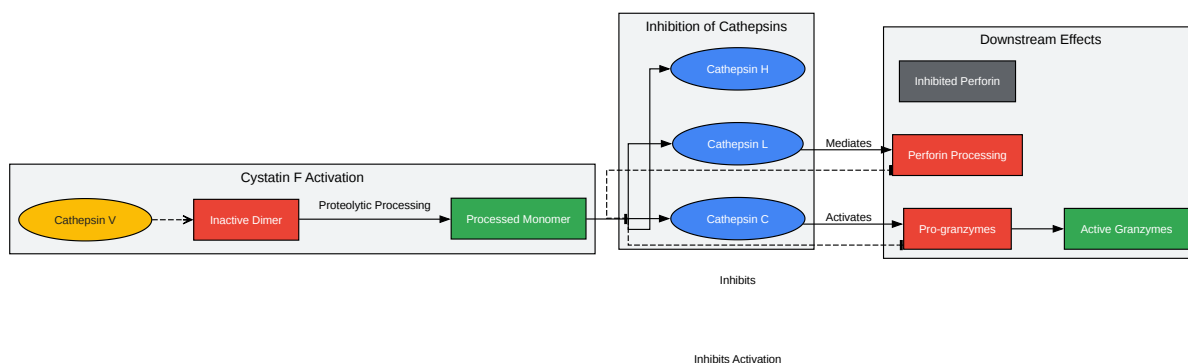 Cystatin F Activation
Cathepsin V
Inactive Dimer
Proteolytic Processing
Processed Monomer
Inhibition of Cathepsins
Cathepsin H
Cathepsin L
Cathepsin C
Mediates
Activates
Downstream Effects
Inhibited Perforin
Perforin Processing
Pro-granzymes
Active Granzymes
Inhibits
Inhibits Activation